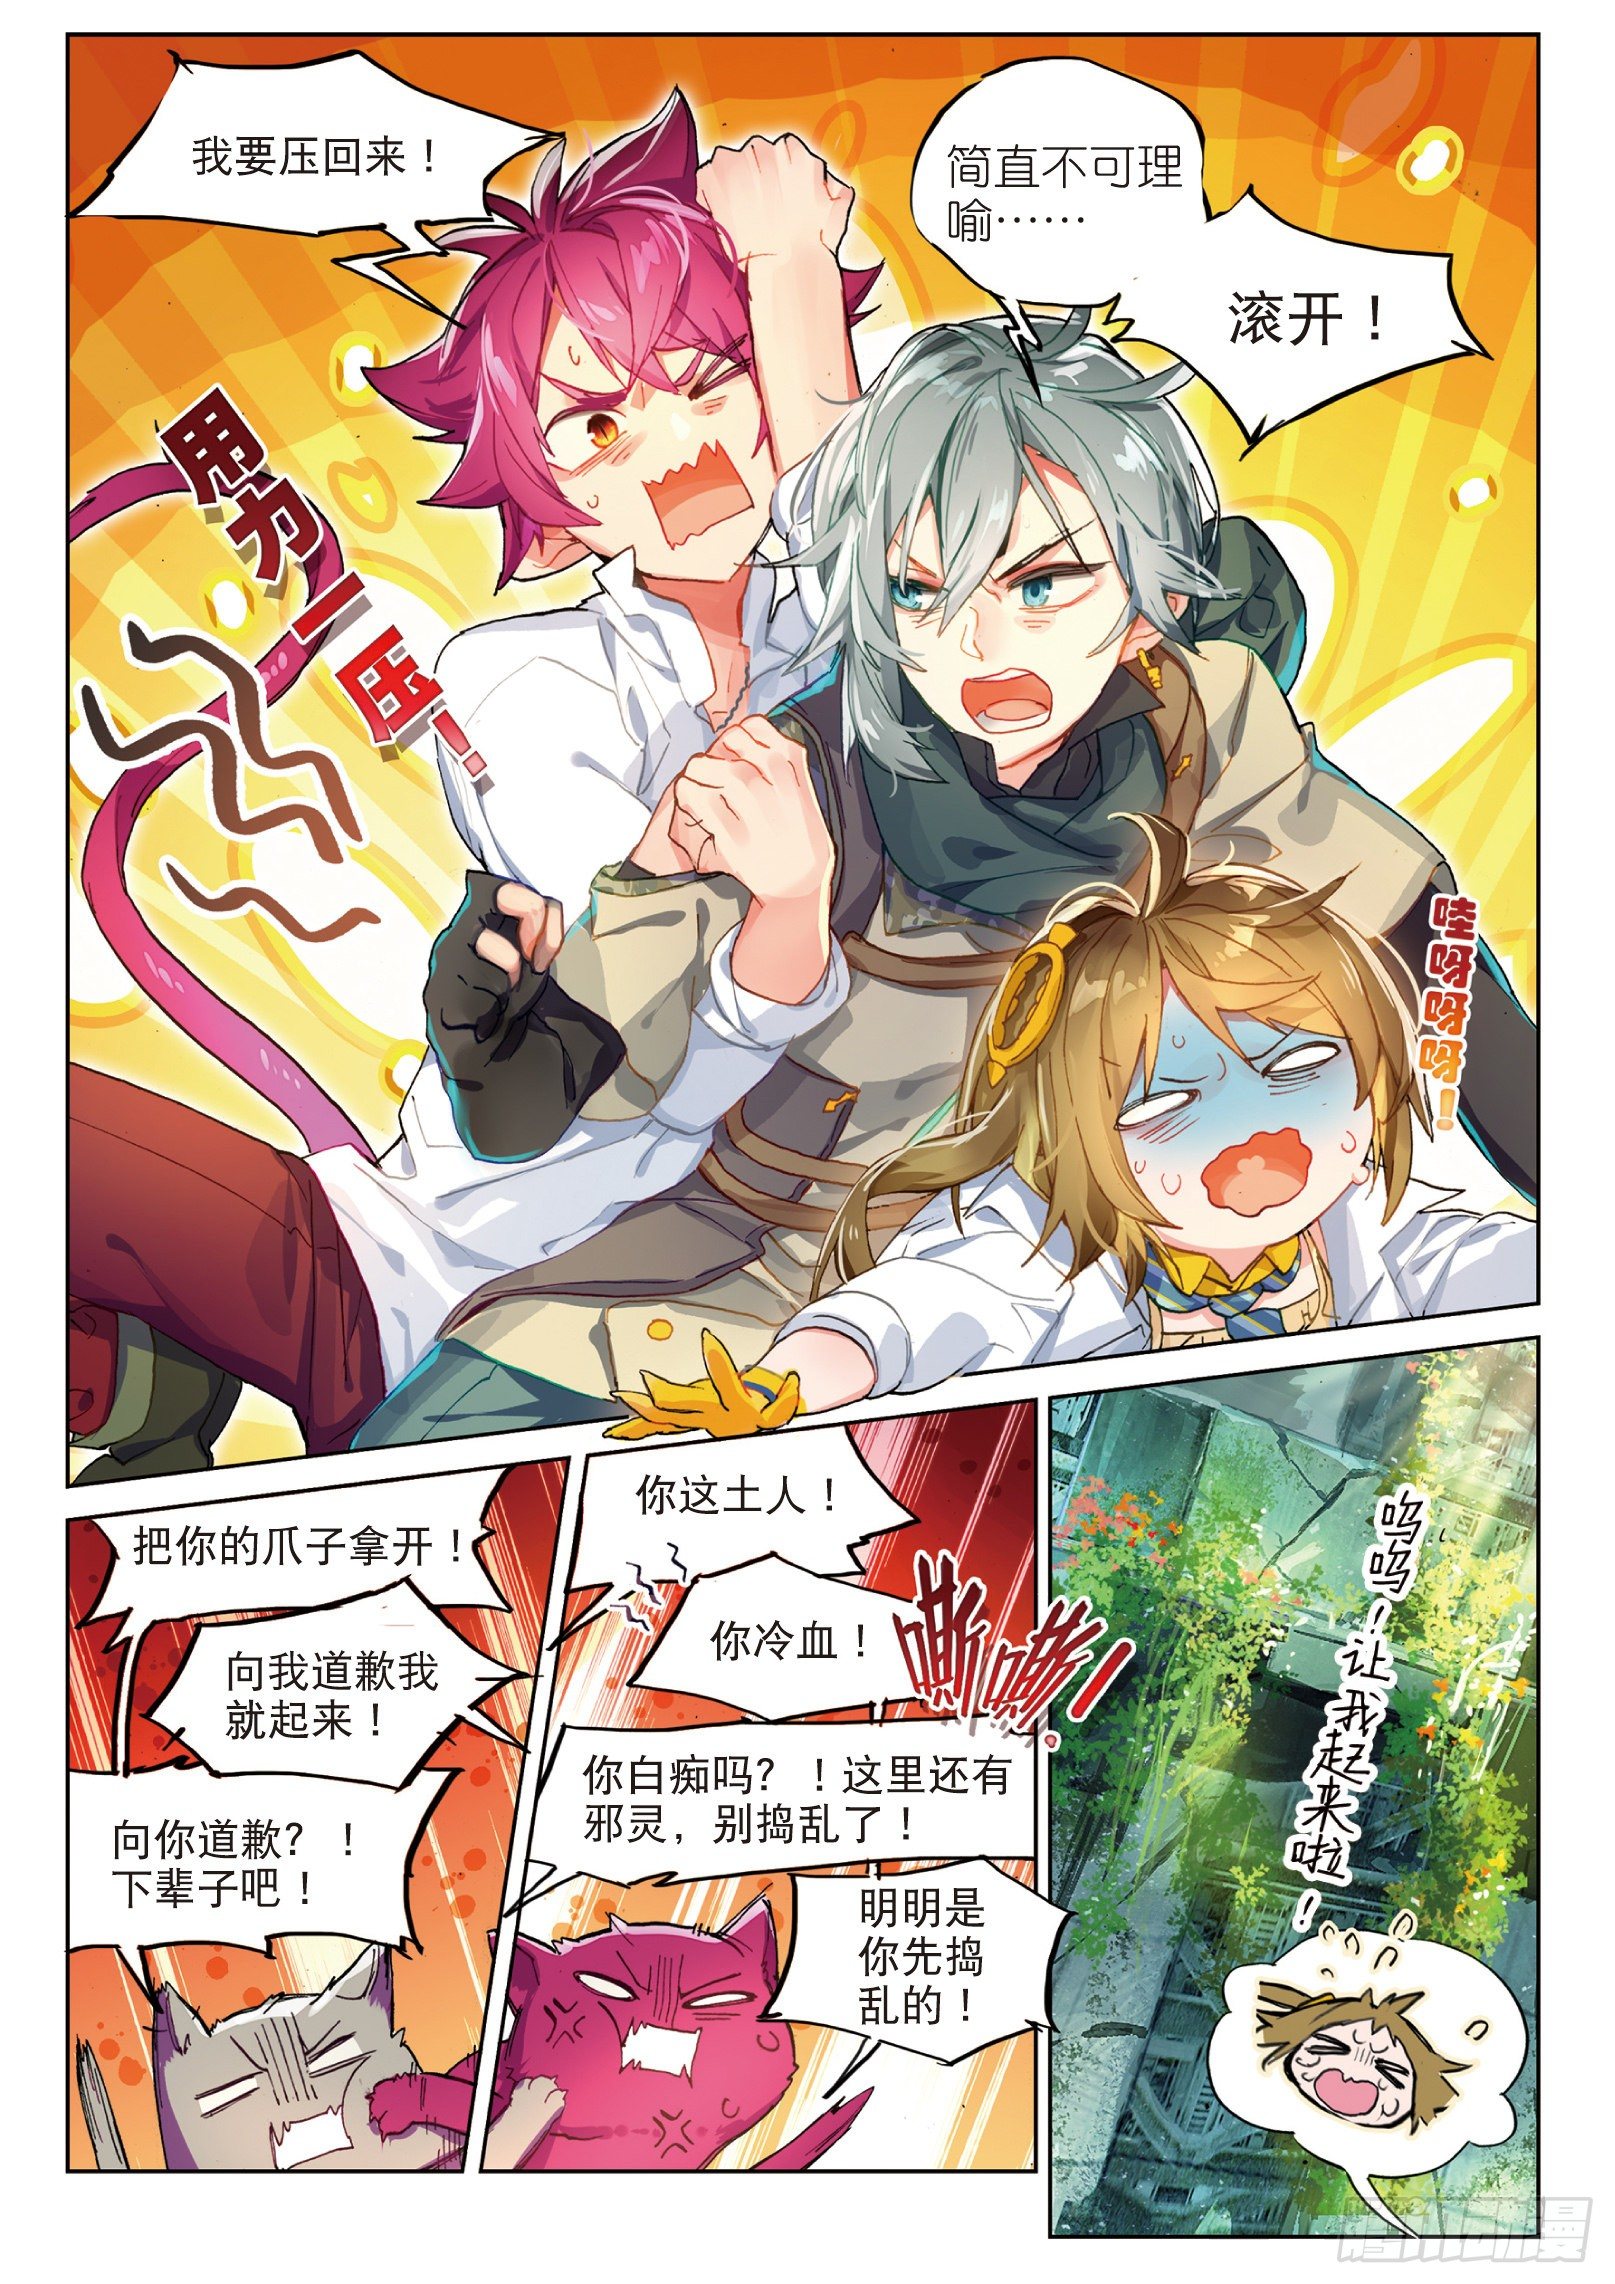 我要压回来！
简直不可理
喻……
滚开！
用力一压！
哇呀呀呀！
把你的爪子拿开！
向我道歉我
就起来！
向你道歉？！
下辈子吧！
你这土人！
你冷血！
嘶嘶！
你白痴吗？！这里还有
邪灵，别捣乱了！
明明是
你先捣
乱的！
呜呜！让我起来啦！
腾讯动漫